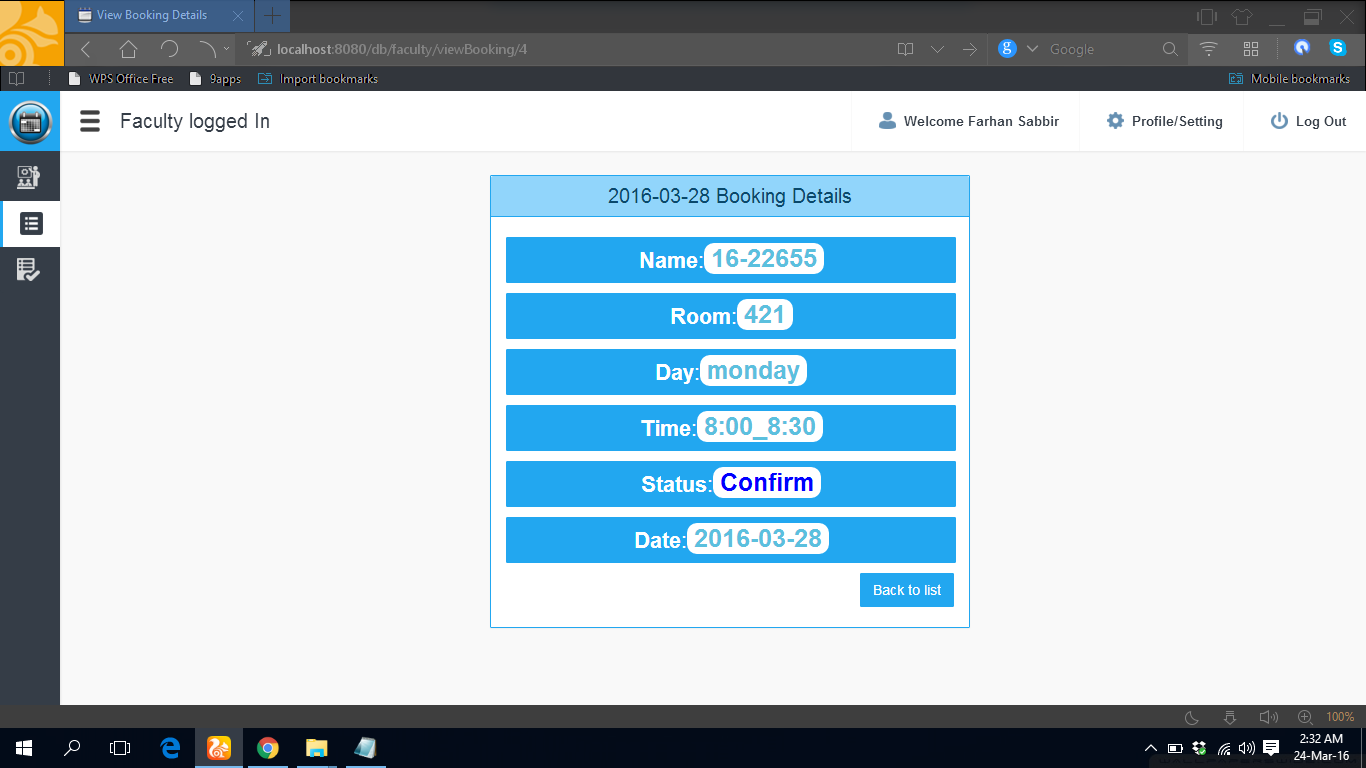 View Booking Details
localhost:8080/db/faculty/viewBooking/4
g Google
WPS Office Free 9apps Import bookmarks Mobile bookmarks
Faculty logged In Welcome Farhan Sabbir Profile/Setting Log Out
2016-03-28 Booking Details
Name: 16-22655
Room: 421
Day: monday
Time: 8:00_8:30
Status: Confirm
Date: 2016-03-28
Back to list
100%
2:32 AM
24-Mar-16